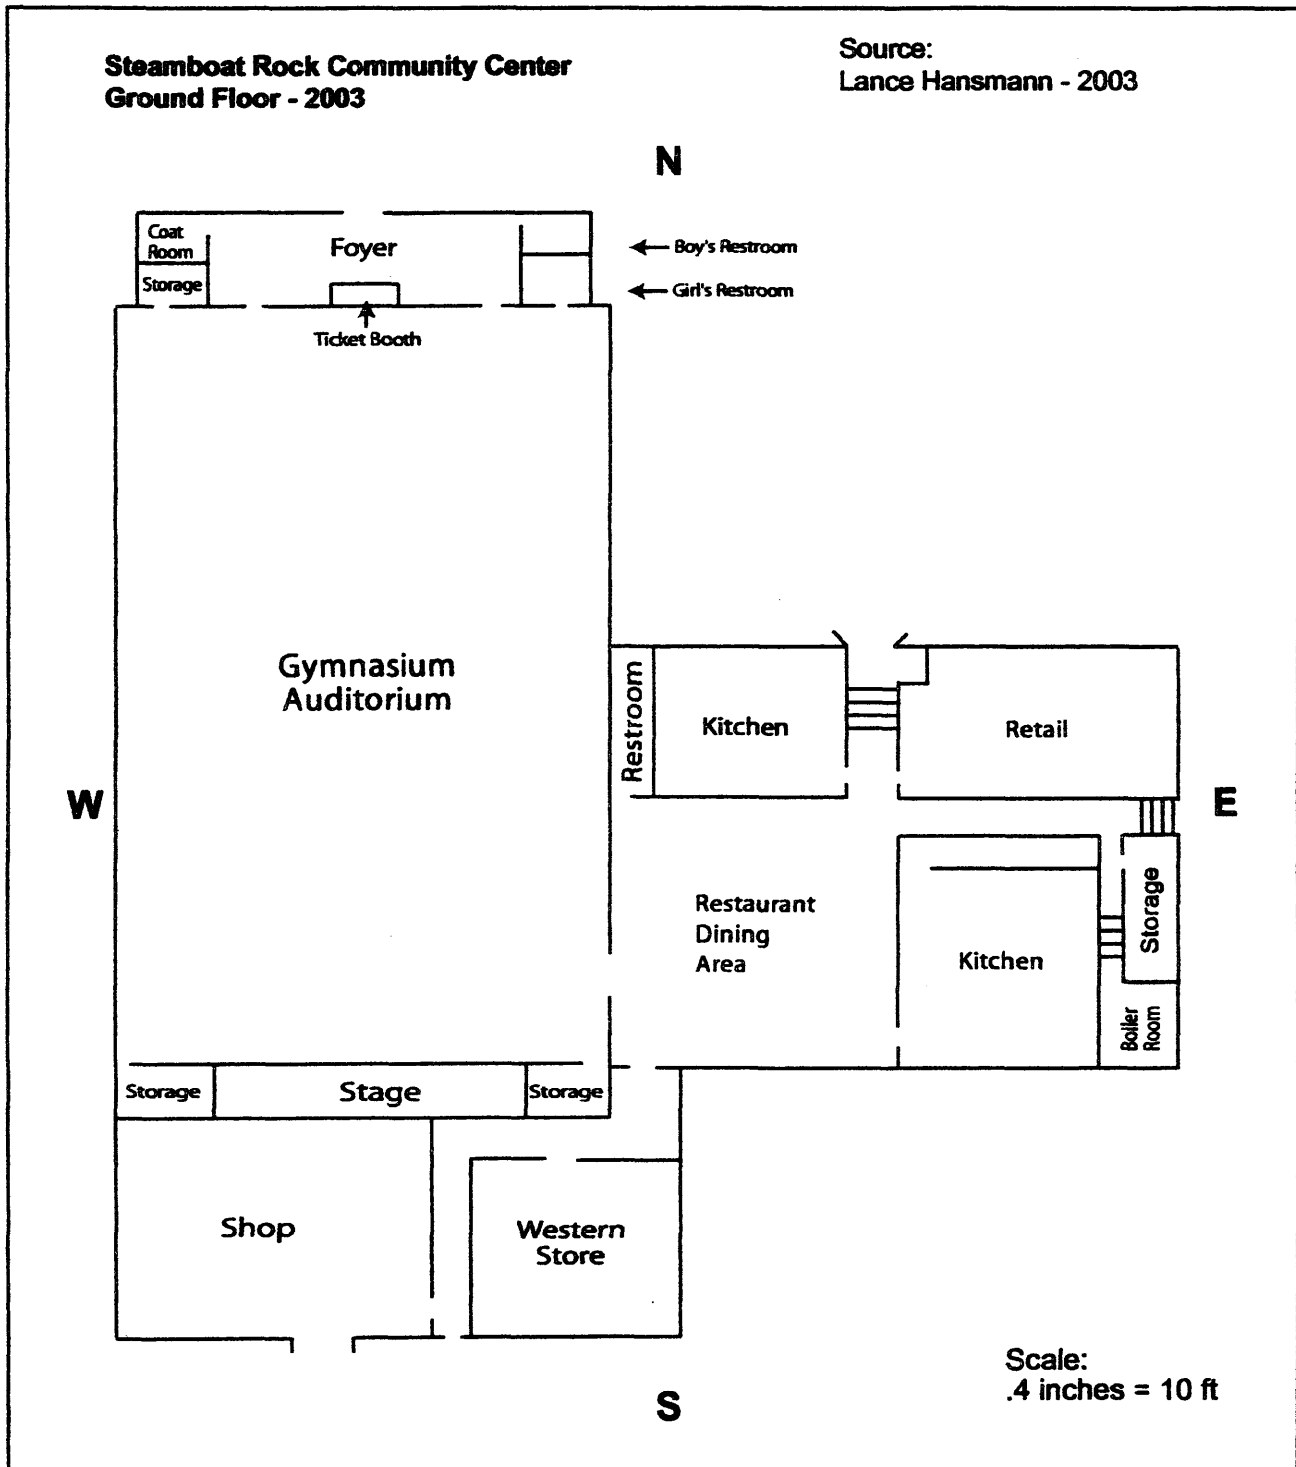 Steamboat Rock Community Center
Ground Floor - 2003
Source:
Lance Hansmann - 2003
N
Coat
Room
Foyer
Boy's Restroom
Storage
Girl's Restroom
Ticket Booth
Gymnasium
Auditorium
Restroom
Kitchen
Retail
W
E
Restaurant
Dining
Area
Kitchen
Storage
Boiler
Room
Storage
Stage
Storage
Shop
Western
Store
Scale:
.4 inches = 10 ft
S